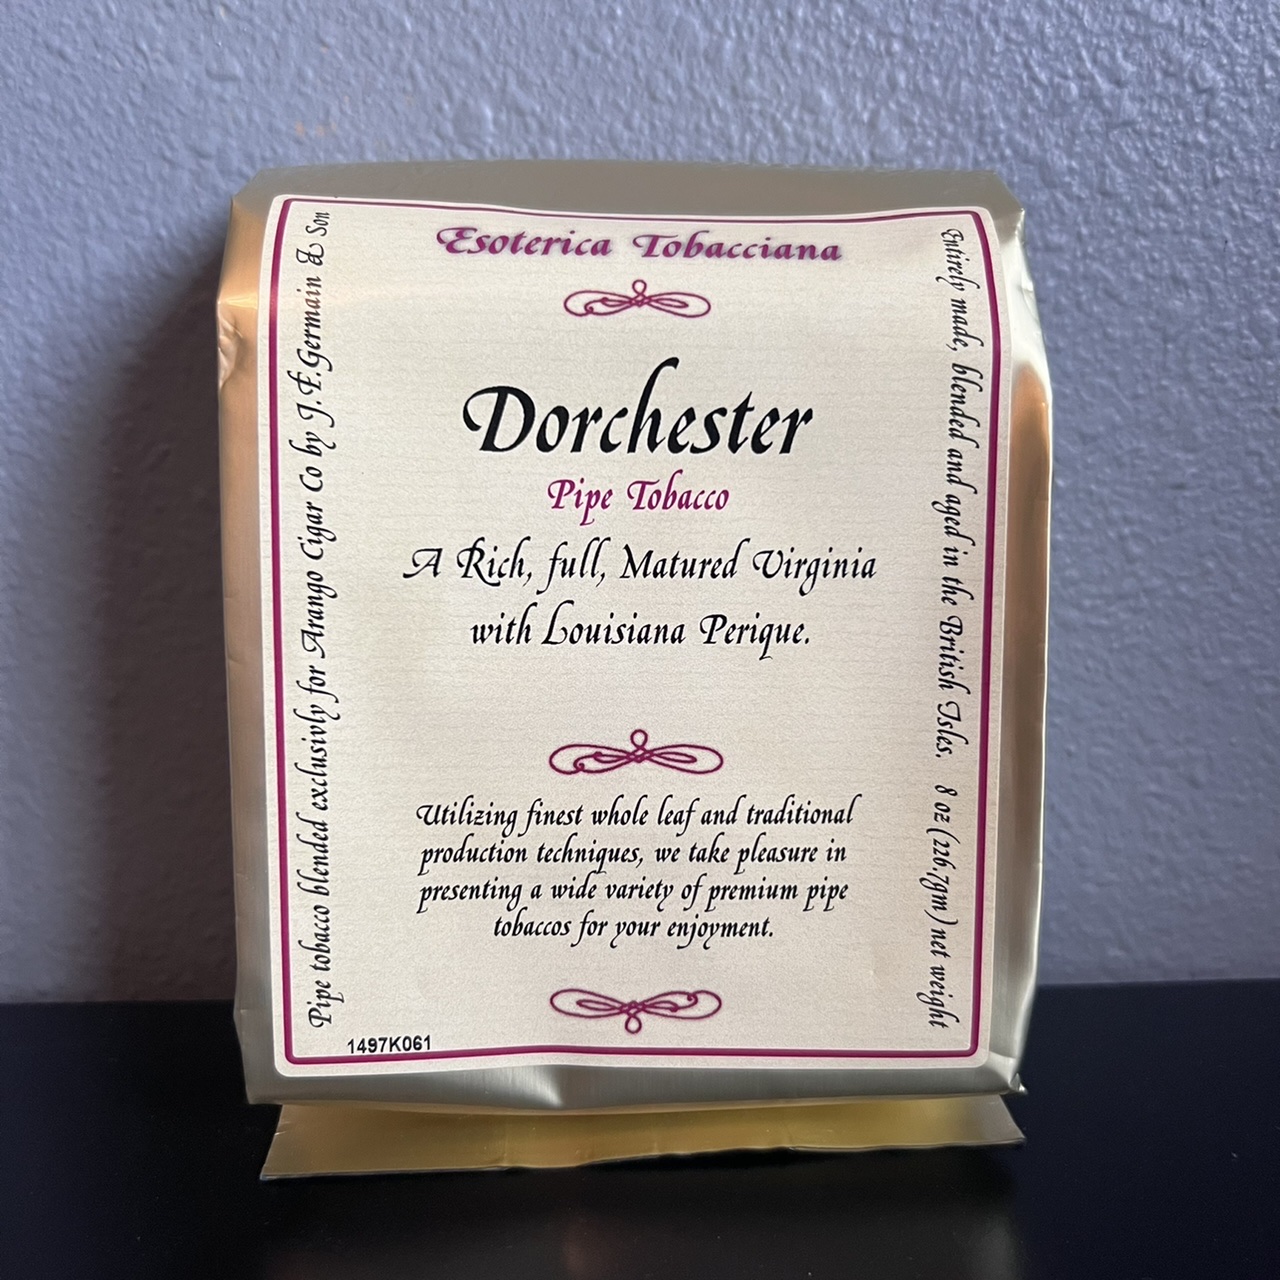 Esoterica Tobacciana
Dorchester
Pipe Tobacco
A Rich, full, Matured Virginia
with Louisiana Perique.
Utilizing finest whole leaf and traditional
production techniques, we take pleasure in
presenting a wide variety of premium pipe
tobaccos for your enjoyment.
Pipe tobacco blended exclusivly for Arango Cigar Co by J.F.Germain & Son
Entirely made, blended and aged in the British Isles. 8 oz (226.7gm) net weight
1497K061